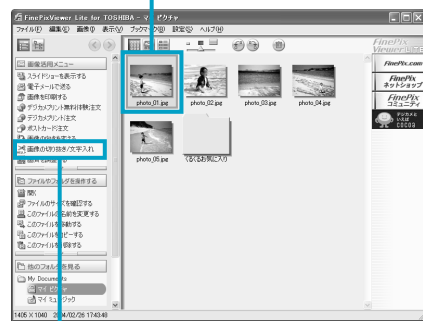 FinePixViewer Lite for TOSHIBA - マイ ピクチャ
ファイル(F) 編集(E) 画像(I) 表示(V) ブックマーク(B) 設定(S) ヘルプ(H)
FinePix
Viewer LITE
画像活用メニュー
スライドショーを表示する
電子メールで送る
画像を印刷する
デジカメプリント無料体験注文
デジカメプリント注文
ポストカード注文
画像の切り抜き/文字入れ
ファイルやフォルダを操作する
開く
ファイルのサイズを確認する
このファイルの名前を変更する
このファイルを移動する
このファイルをコピーする
このファイルを削除する
他のフォルダを見る
My Documents
マイ ピクチャ
マイ ミュージック
photo_01.jpg
photo_02.jpg
photo_03.jpg
photo_04.jpg
photo_05.jpg
くるくるお気に入り
FinePix.com
FinePix
ネットショップ
FinePix
コミュニティ
1405 X 1040 2004/02/26 17:43:48